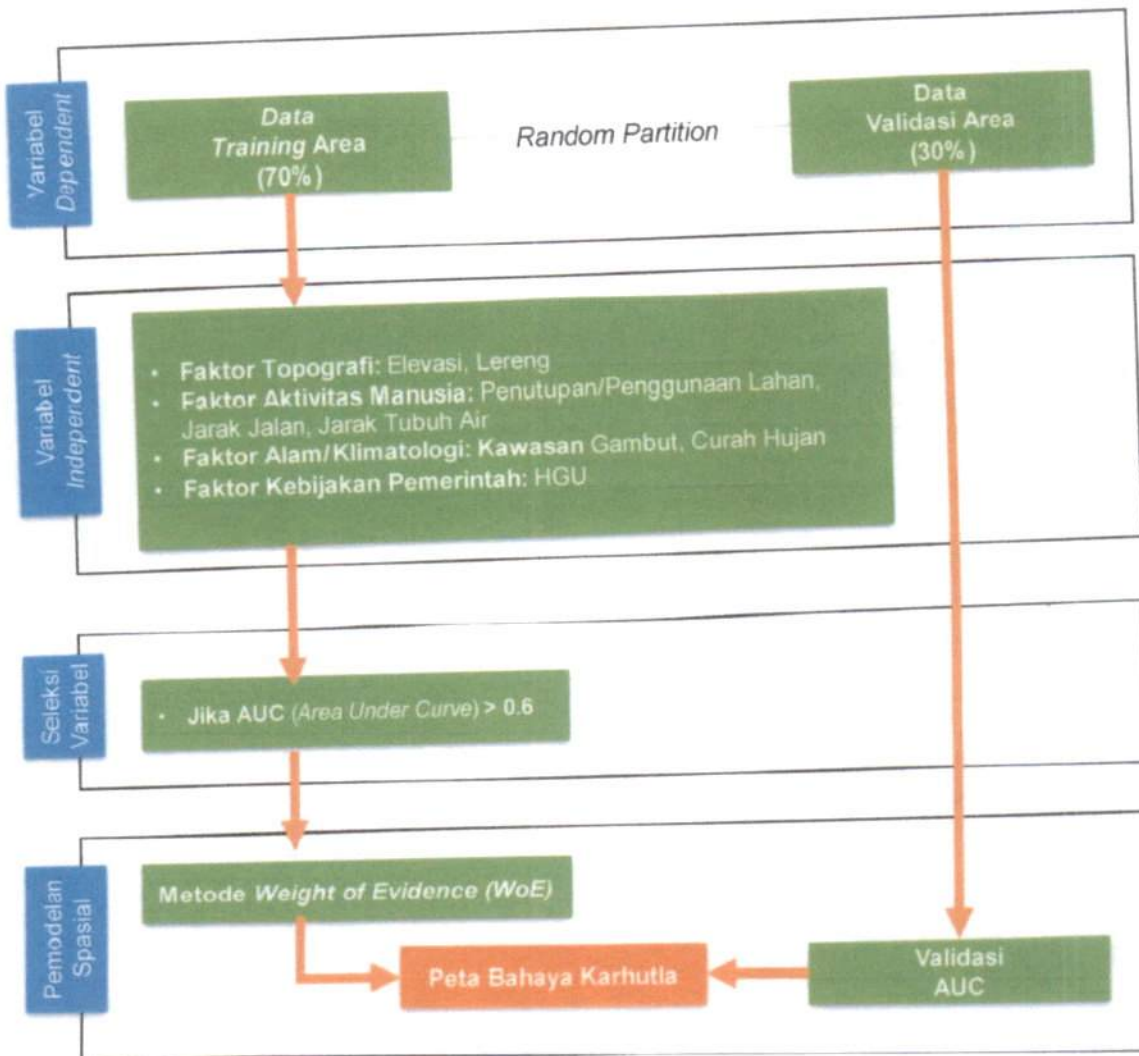 Variabel
Dependent
Data
Training Area
(70%)
Random Partition
Data
Validasi Area
(30%)
Variabel
Independent
• Faktor Topografi: Elevasi, Lereng
• Faktor Aktivitas Manusia: Penutupan/Penggunaan Lahan,
Jarak Jalan, Jarak Tubuh Air
• Faktor Alam/Klimatologi: Kawasan Gambut, Curah Hujan
• Faktor Kebijakan Pemerintah: HGU
Seleksi
Variabel
• Jika AUC (Area Under Curve) > 0.6
Pemodelan
Spasial
Metode Weight of Evidence (WoE)
Peta Bahaya Karhutla
Validasi
AUC